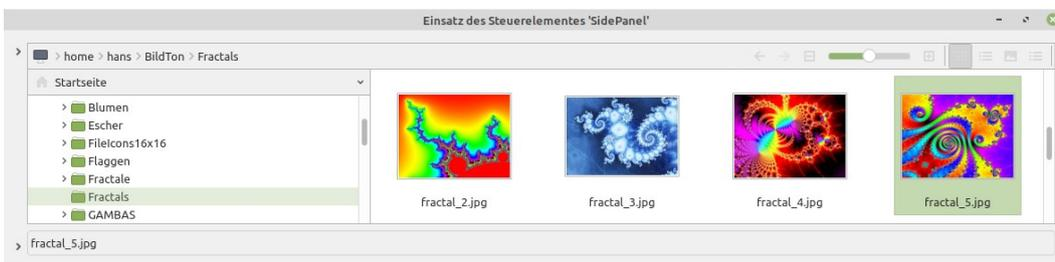 Einsatz des Steuerelementes 'SidePanel'
home > hans > BildTon > Fractals
Startseite
Blumen
Escher
FileIcons16x16
Flaggen
Fractale
Fractals
GAMBAS
fractal_2.jpg
fractal_3.jpg
fractal_4.jpg
fractal_5.jpg
fractal_5.jpg